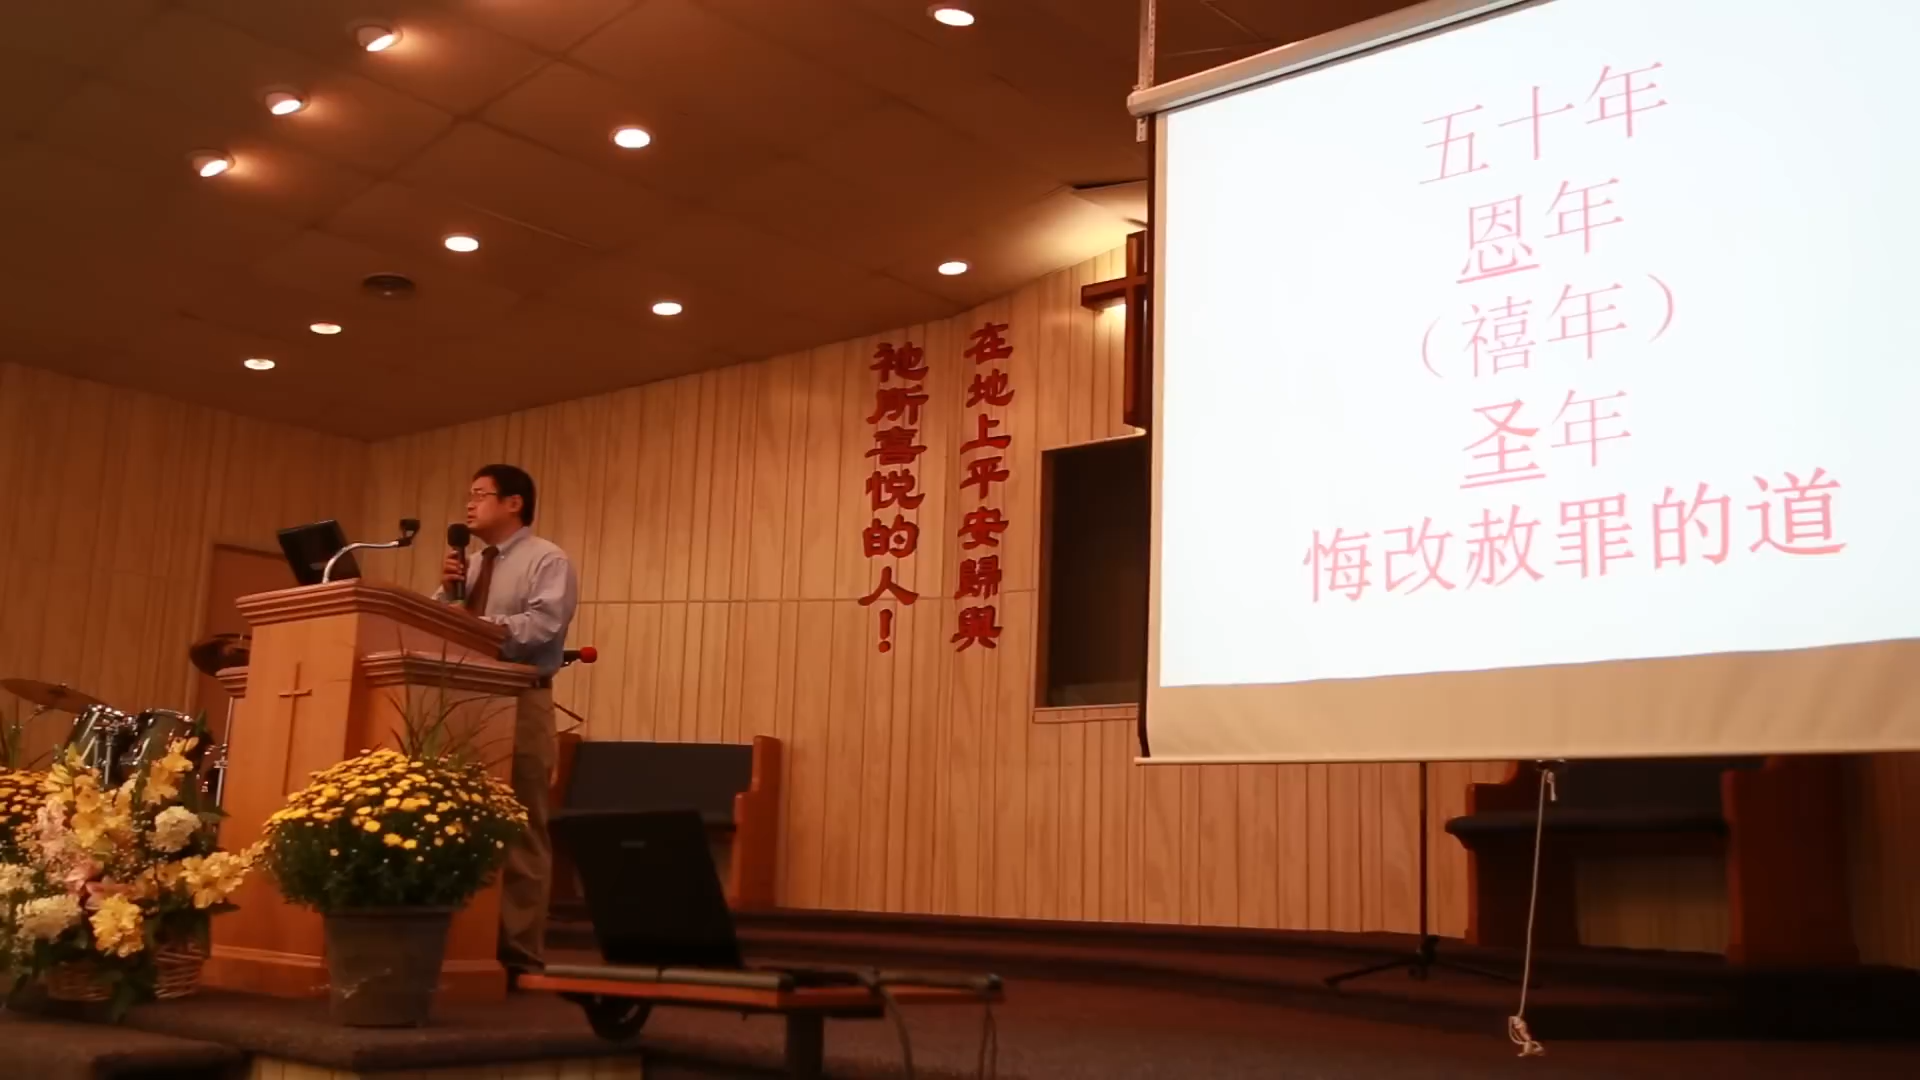 五十年
恩年
（禧年）
圣年
悔改赦罪的道
在地上平安歸與
祂所喜悅的人！